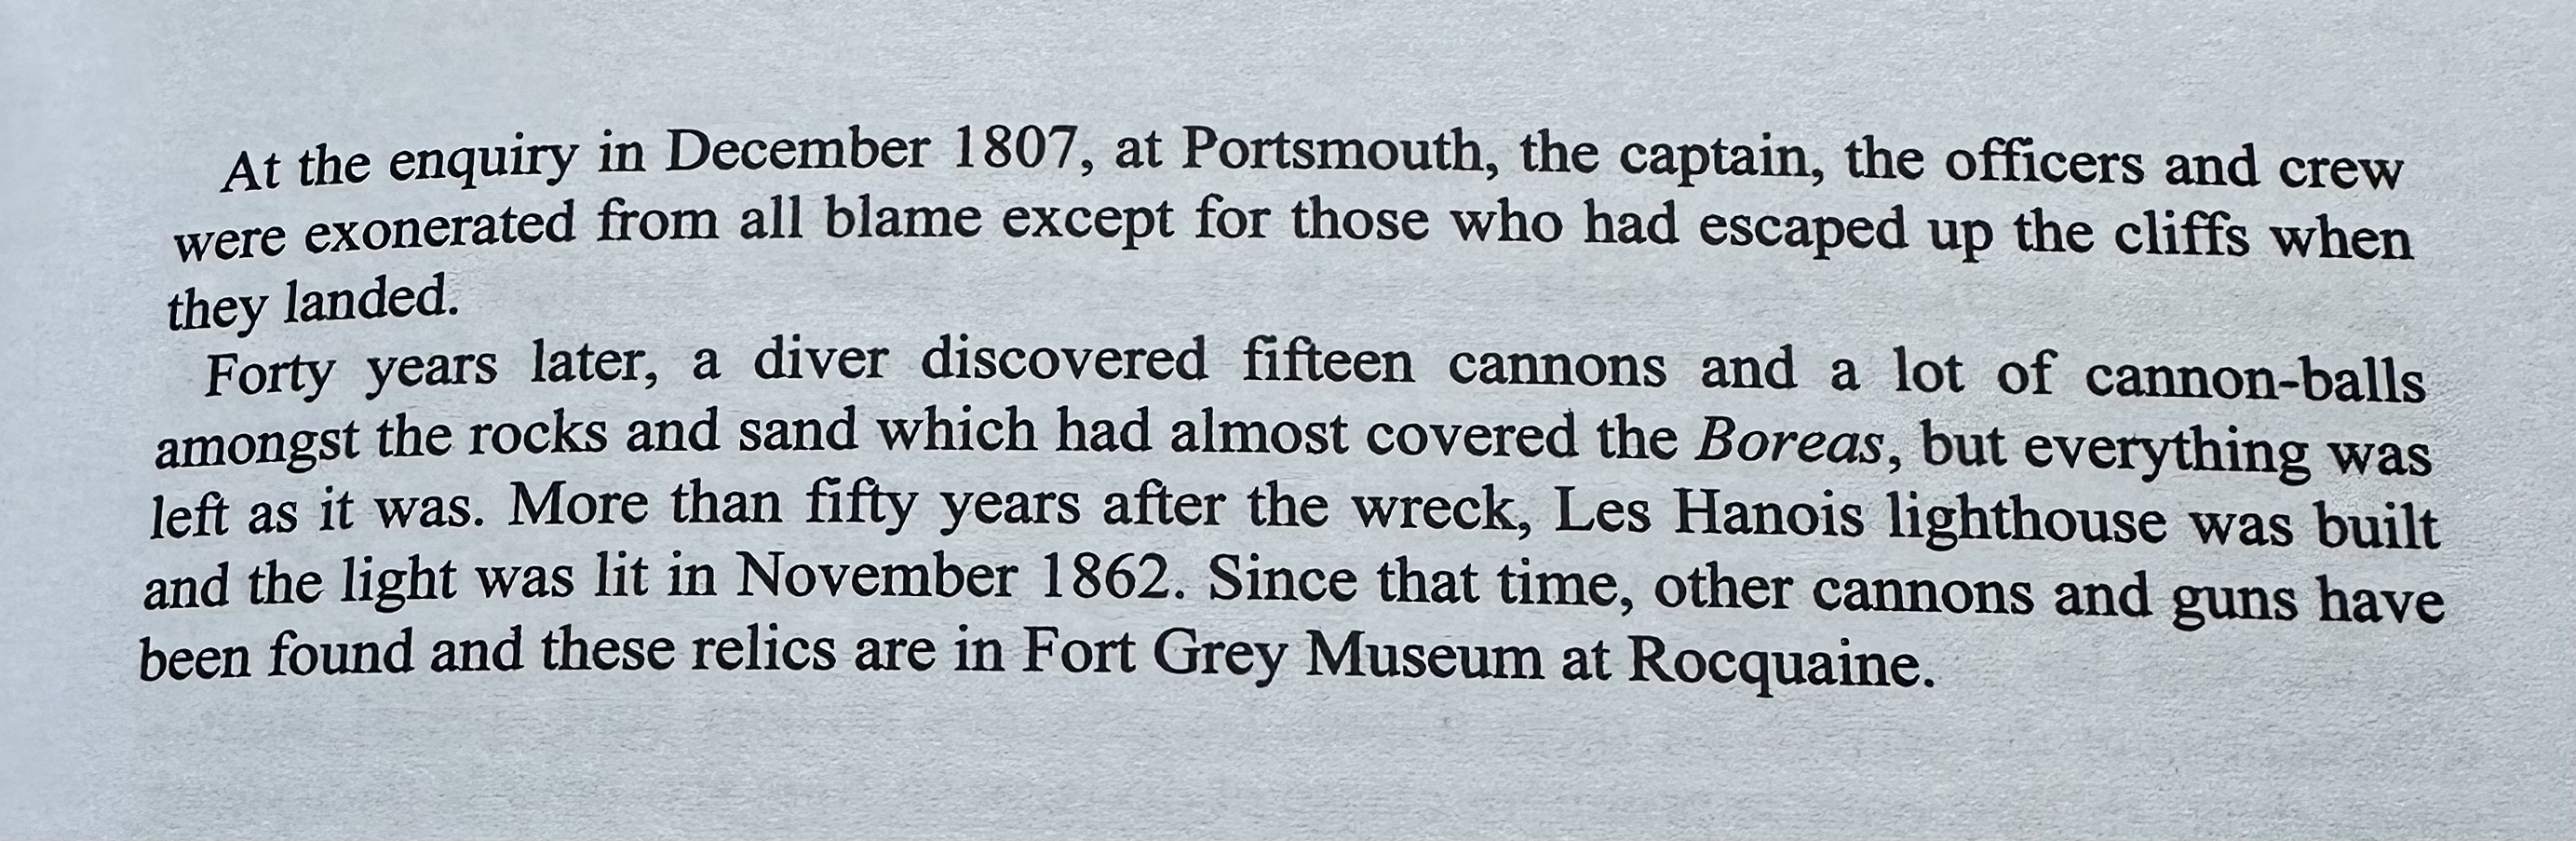 At the enquiry in December 1807, at Portsmouth, the captain, the officers and crew
were exonerated from all blame except for those who had escaped up the cliffs when
they landed.
Forty years later, a diver discovered fifteen cannons and a lot of cannon-balls
amongst the rocks and sand which had almost covered the Boreas, but everything was
left as it was. More than fifty years after the wreck, Les Hanois lighthouse was built
and the light was lit in November 1862. Since that time, other cannons and guns have
been found and these relics are in Fort Grey Museum at Rocquaine.